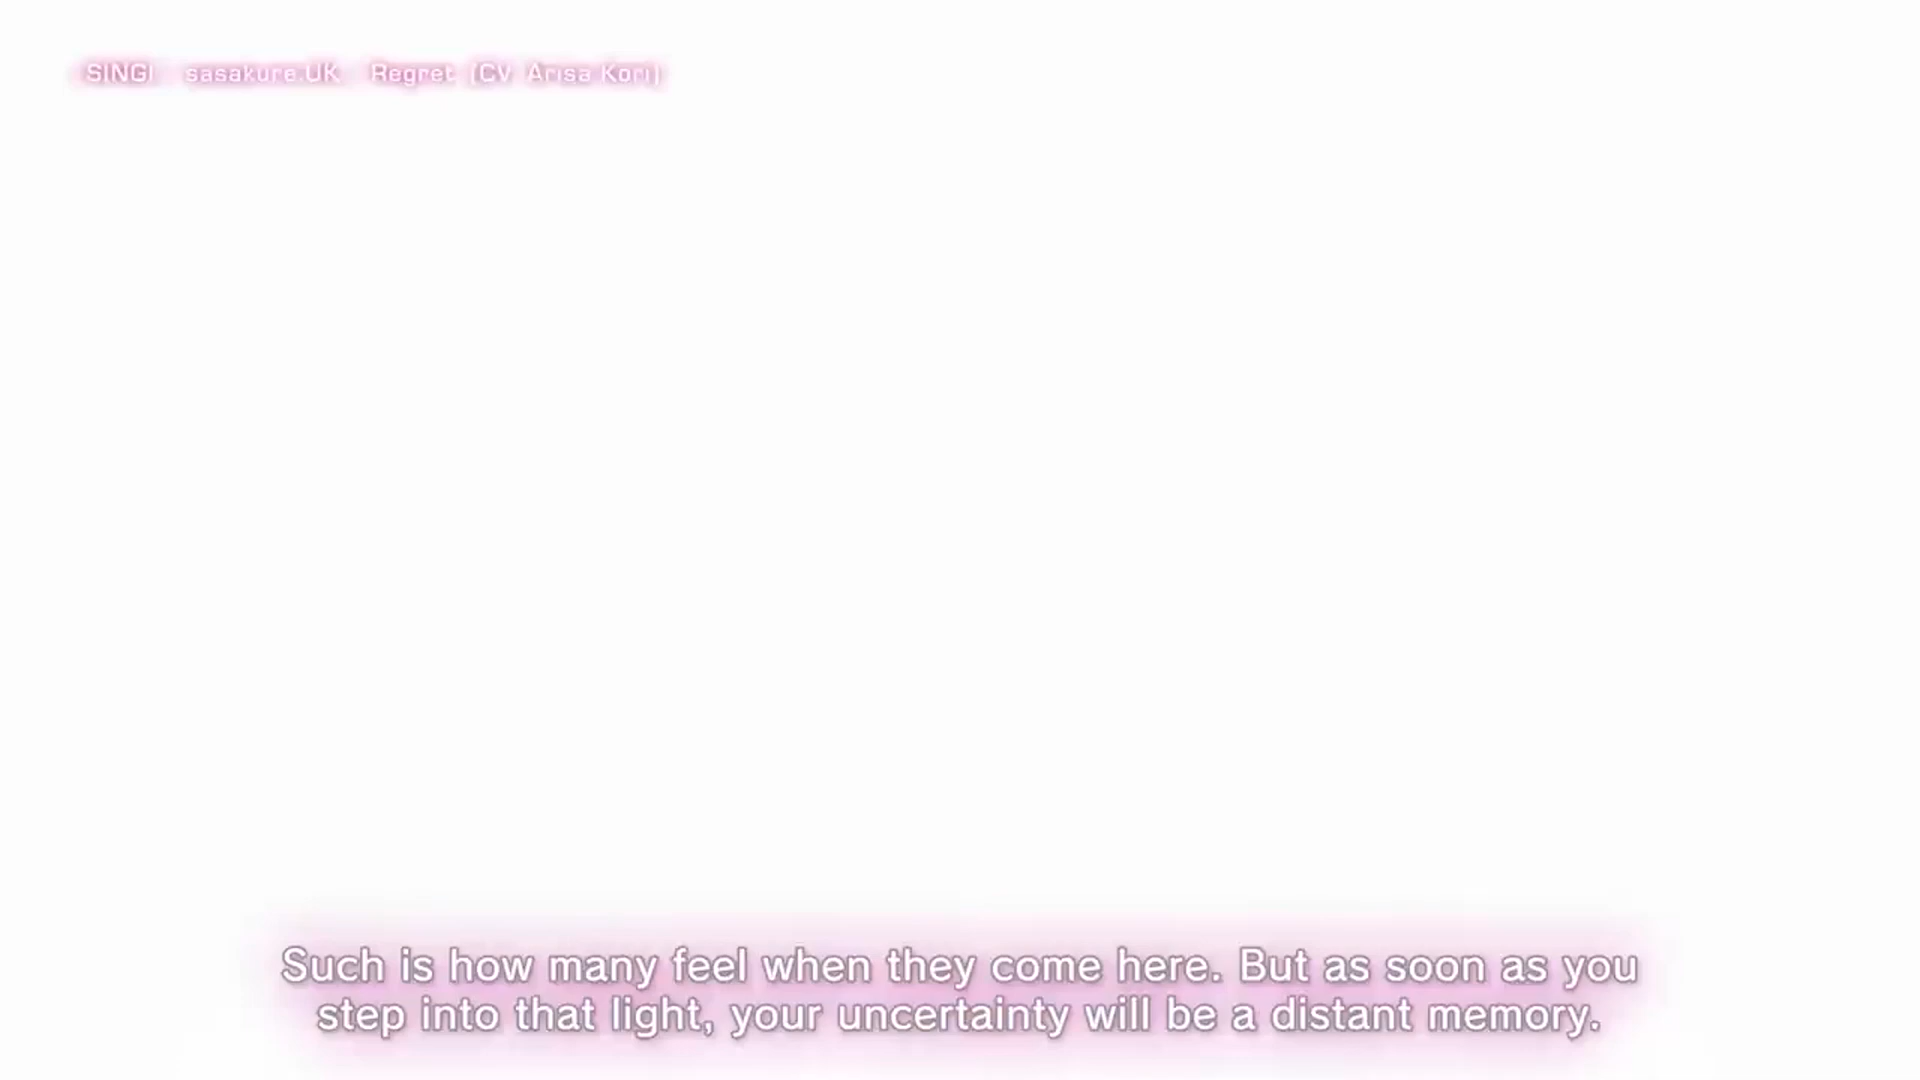 SING! - sasakure.UK - Regret (CV: Arisa Kori)
Such is how many feel when they come here. But as soon as you
step into that light, your uncertainty will be a distant memory.